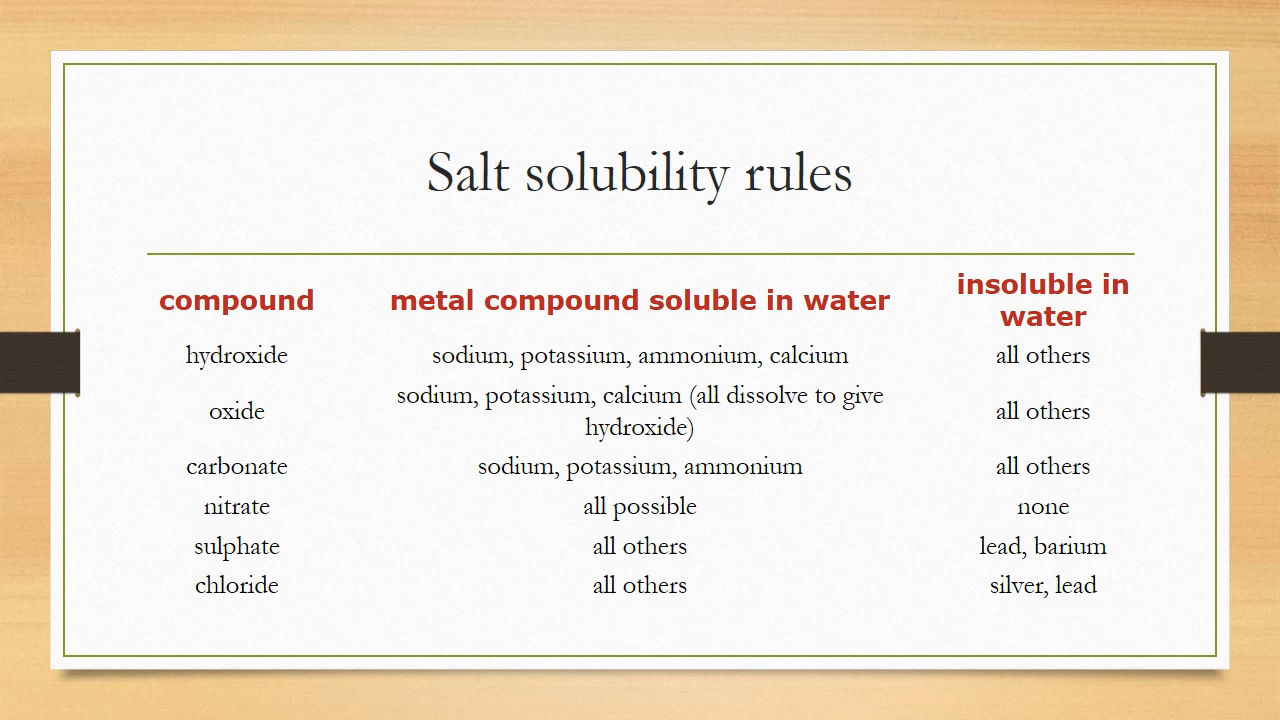 Salt solubility rules
compound metal compound soluble in water insoluble in
water
hydroxide sodium, potassium, ammonium, calcium all others
oxide sodium, potassium, calcium (all dissolve to give
hydroxide) all others
carbonate sodium, potassium, ammonium all others
nitrate all possible none
sulphate all others lead, barium
chloride all others silver, lead